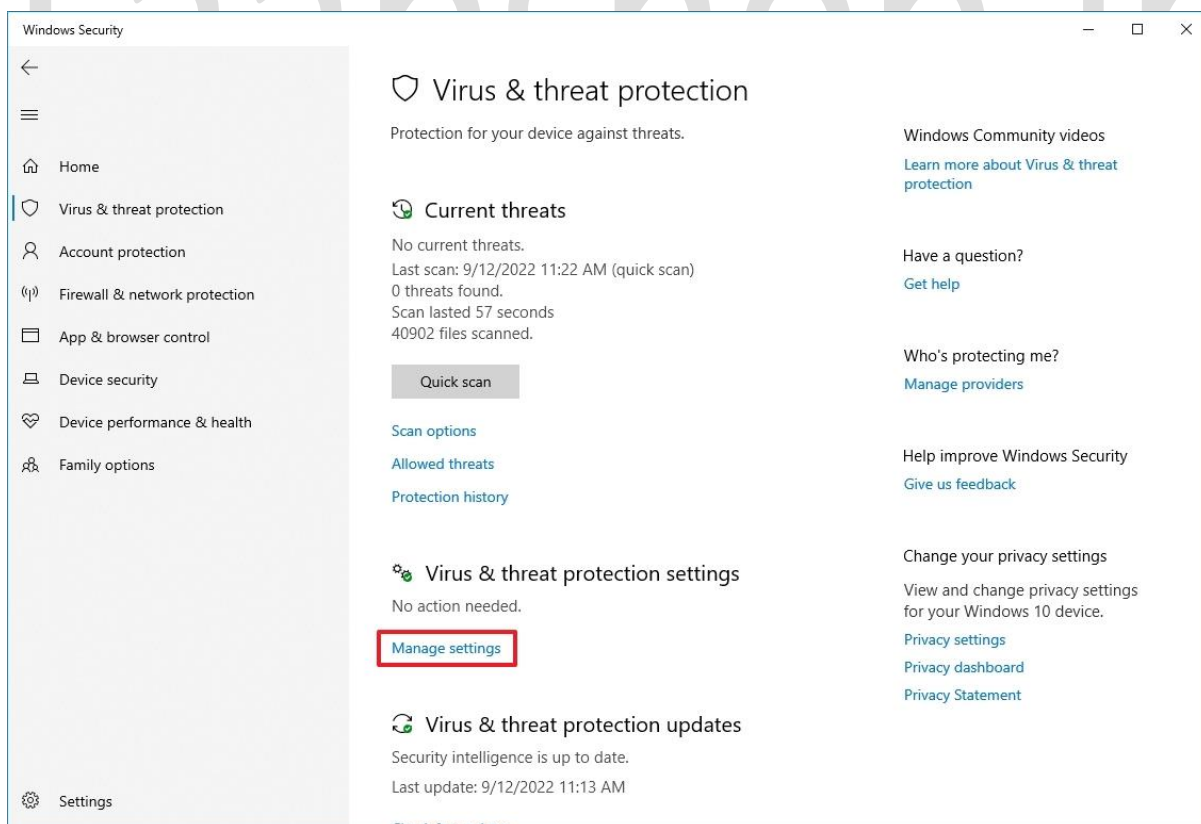 Windows Security
Home
Virus & threat protection
Account protection
Firewall & network protection
App & browser control
Device security
Device performance & health
Family options
Settings
Virus & threat protection
Protection for your device against threats.
Current threats
No current threats.
Last scan: 9/12/2022 11:22 AM (quick scan)
0 threats found.
Scan lasted 57 seconds
40902 files scanned.
Quick scan
Scan options
Allowed threats
Protection history
Virus & threat protection settings
No action needed.
Manage settings
Virus & threat protection updates
Security intelligence is up to date.
Last update: 9/12/2022 11:13 AM
Windows Community videos
Learn more about Virus & threat
protection
Have a question?
Get help
Who's protecting me?
Manage providers
Help improve Windows Security
Give us feedback
Change your privacy settings
View and change privacy settings
for your Windows 10 device.
Privacy settings
Privacy dashboard
Privacy Statement